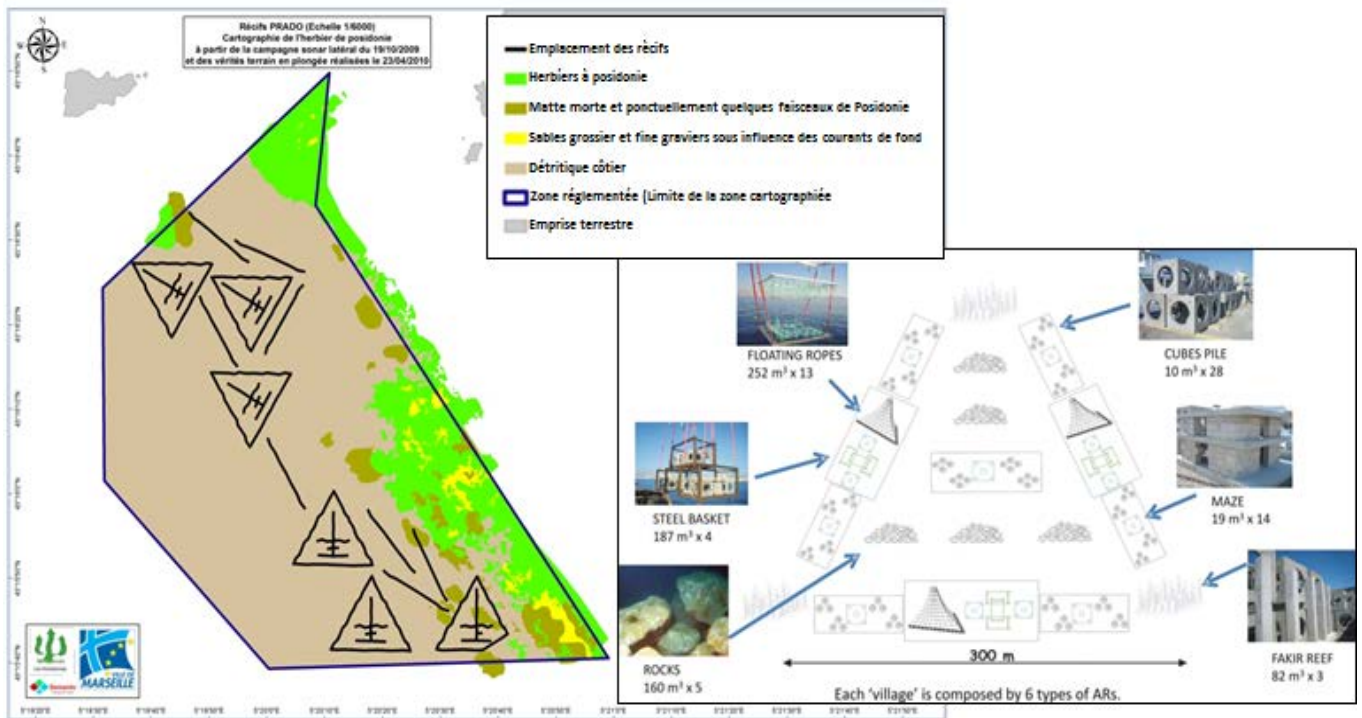 Récifs PRADO (Echelle 1/6000)
Cartographie de l'herbier de posidonie
à partir de la campagne sonar latéral du 19/10/2009
et des vérités terrain en plongée réalisées le 23/04/2010
N
Emplacement des récifs
Herbiers à posidonie
Matte morte et ponctuellement quelques faisceaux de Posidonie
Sables grossier et fine graviers sous influence des courants de fond
Détritique côtier
Zone réglementée (Limite de la zone cartographiée
Emprise terrestre
FLOATING ROPES
252 m³ x 13
CUBES PILE
10 m³ x 28
STEEL BASKET
187 m³ x 4
MAZE
19 m³ x 14
ROCKS
160 m³ x 5
FAKIR REEF
82 m³ x 3
300 m
Each 'village' is composed by 6 types of ARs.
VILLE DE
MARSEILLE